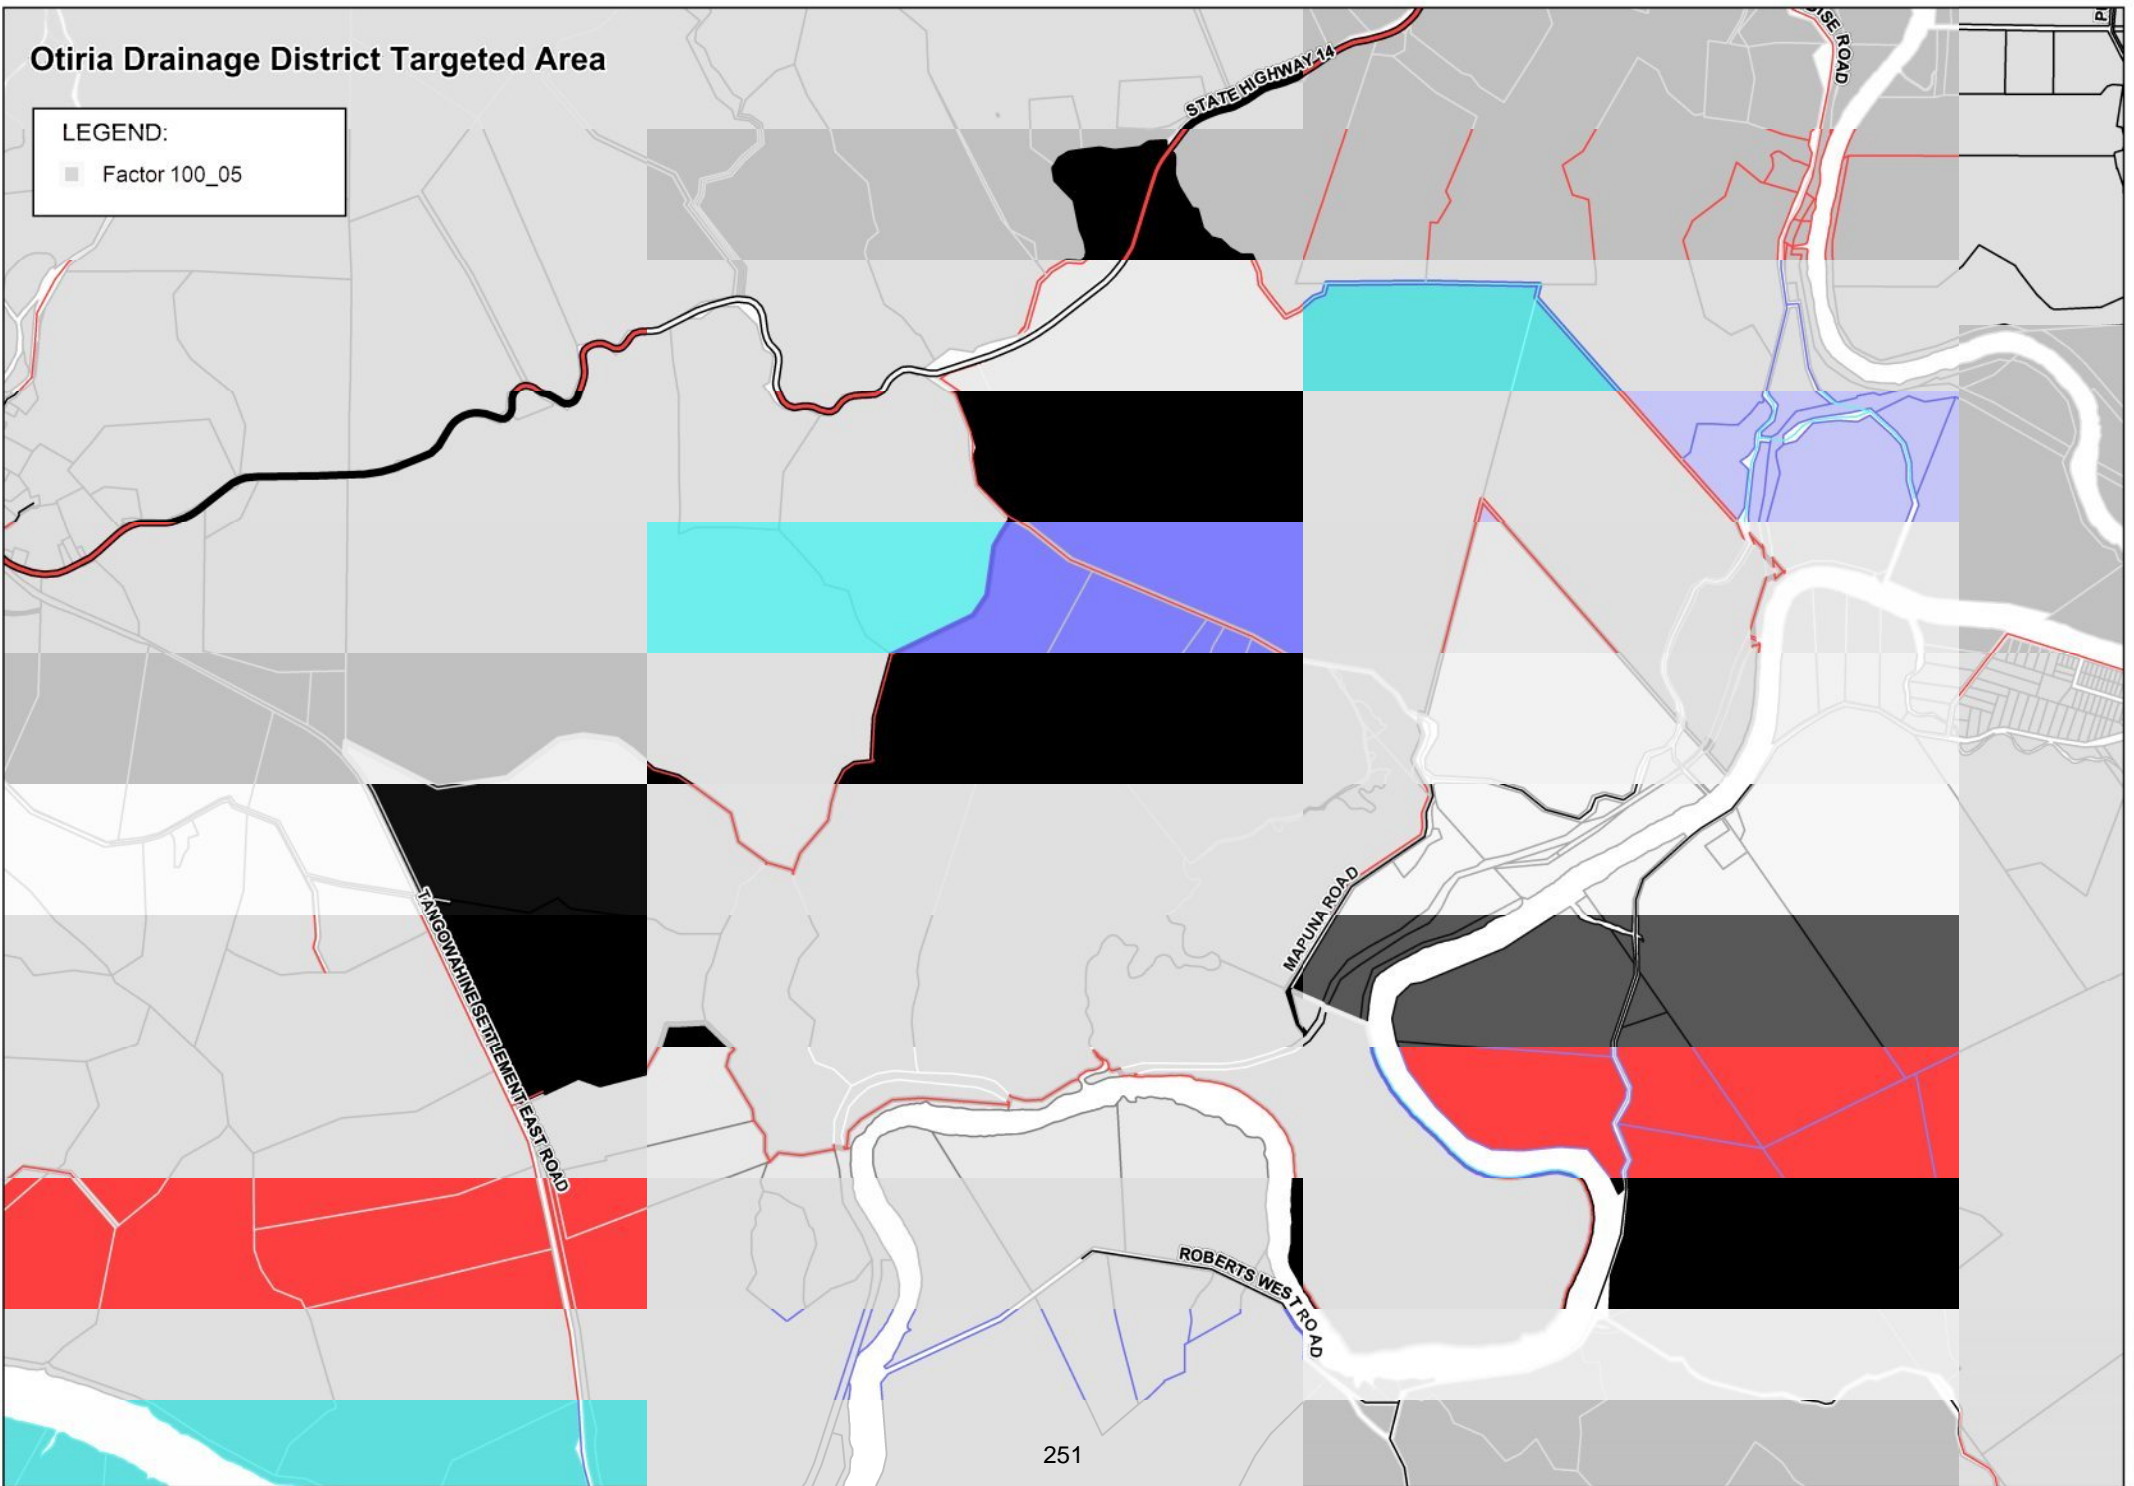 Otiria Drainage District Targeted Area
LEGEND:
Factor 100_05
STATE HIGHWAY 14
TANGOWAHINE SETTLEMENT EAST ROAD
MAPUNA ROAD
ROBERTS WEST ROAD
ROAD
251